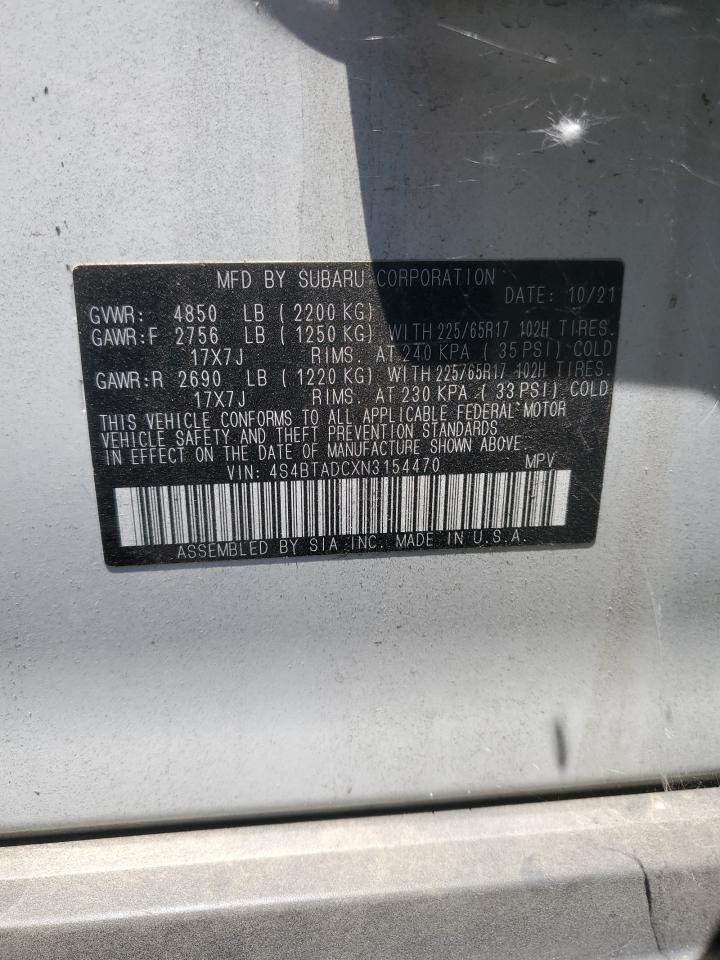 MFD BY SUBARU CORPORATION
DATE: 10/21
GVWR: 4850 LB ( 2200 KG)
GAWR:F 2756 LB ( 1250 KG) WITH 225/65R17 102H TIRES.
17X7J RIMS. AT 240 KPA ( 35 PSI) COLD
GAWR:R 2690 LB ( 1220 KG) WITH 225/65R17 102H TIRES.
17X7J RIMS. AT 230 KPA ( 33 PSI) COLD
THIS VEHICLE CONFORMS TO ALL APPLICABLE FEDERAL MOTOR
VEHICLE SAFETY AND THEFT PREVENTION STANDARDS
IN EFFECT ON THE DATE OF MANUFACTURE SHOWN ABOVE.
VIN: 4S4BTADCXN3154470 MPV
ASSEMBLED BY SIA INC. MADE IN U.S.A.